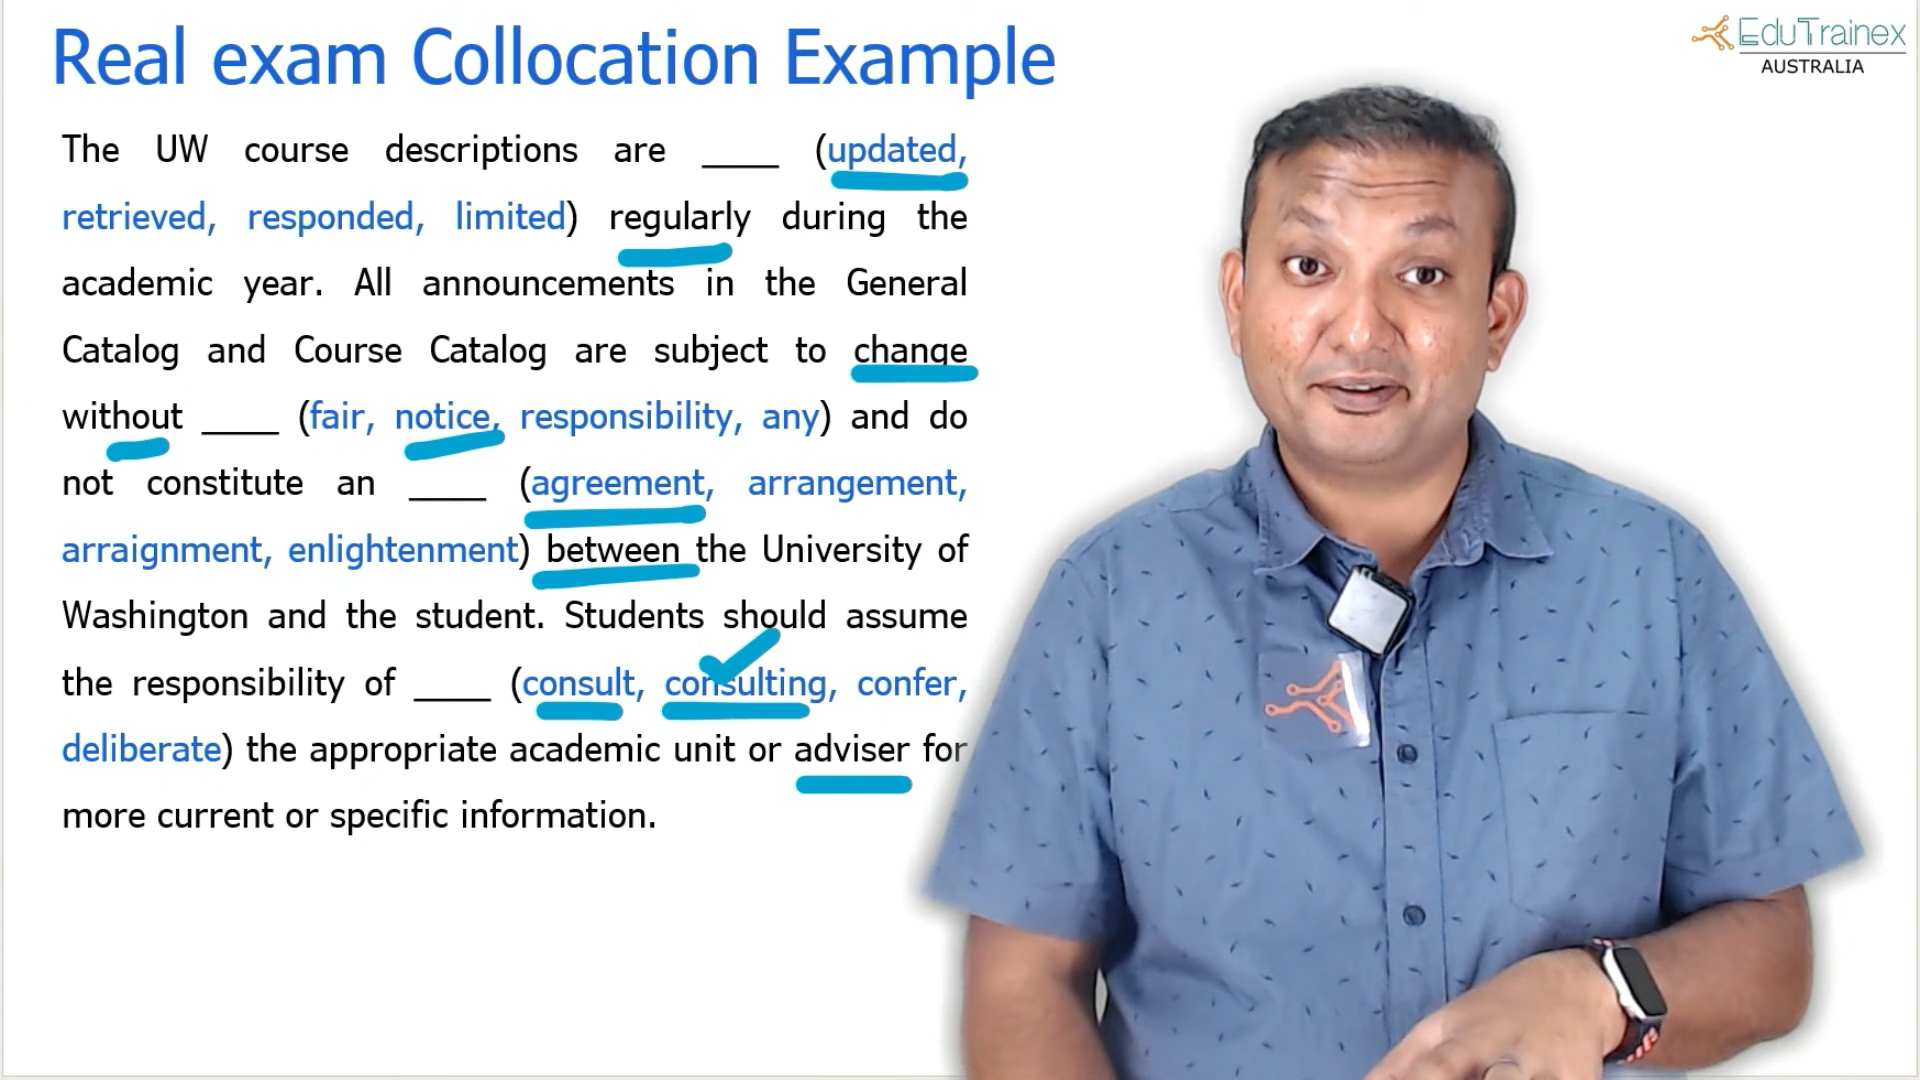 Real exam Collocation Example
EduTrainex
AUSTRALIA
The UW course descriptions are ____ (updated,
retrieved, responded, limited) regularly during the
academic year. All announcements in the General
Catalog and Course Catalog are subject to change
without ____ (fair, notice, responsibility, any) and do
not constitute an ____ (agreement, arrangement,
arraignment, enlightenment) between the University of
Washington and the student. Students should assume
the responsibility of ____ (consult, consulting, confer,
deliberate) the appropriate academic unit or adviser for
more current or specific information.